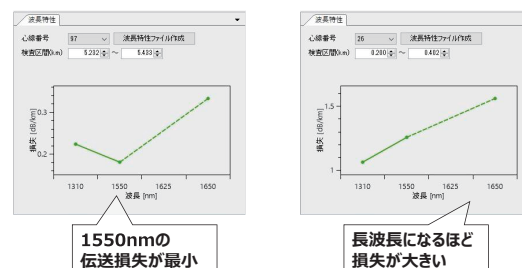 波長特性
心線番号 97 波長特性ファイル作成
検査区間(km) 5.232 ～ 5.433
損失 [dB/km]
0.3
0.2
1310 1550 1625 1650
波長 [nm]
1550nmの
伝送損失が最小
波長特性
心線番号 26 波長特性ファイル作成
検査区間(km) 0.280 ～ 0.402
損失 [dB/km]
1.5
1
1310 1550 1625 1650
波長 [nm]
長波長になるほど
損失が大きい